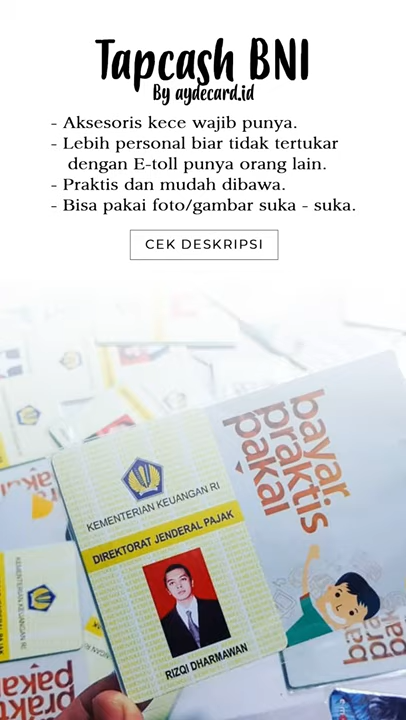 Tapcash BNI
By aydecard.id
- Aksesoris kece wajib punya.
- Lebih personal biar tidak tertukar
dengan E-toll punya orang lain.
- Praktis dan mudah dibawa.
- Bisa pakai foto/gambar suka - suka.
CEK DESKRIPSI
bayar
praktis
pakai
KEMENTERIAN KEUANGAN RI
DIREKTORAT JENDERAL PAJAK
RIZQI DHARMAWAN